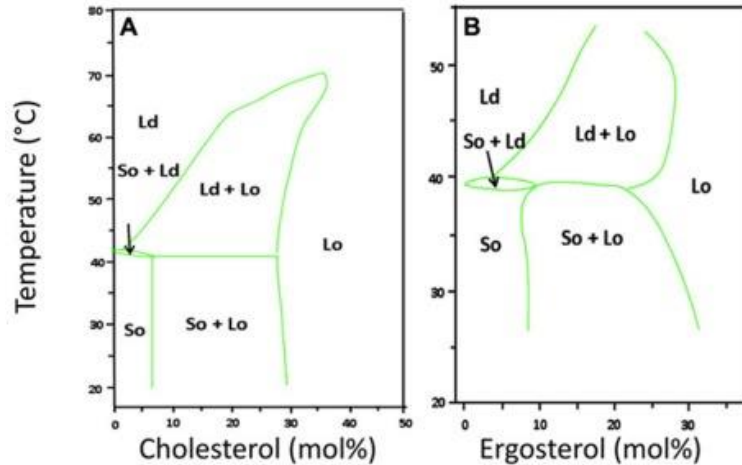 A
80
70
60
50
40
30
20
Ld
So + Ld
Ld + Lo
Lo
So
So + Lo
0 10 20 30 40 50
Cholesterol (mol%)
Temperature (°C)
B
50
40
30
20
Ld
So + Ld
Ld + Lo
Lo
So
So + Lo
0 10 20 30
Ergosterol (mol%)